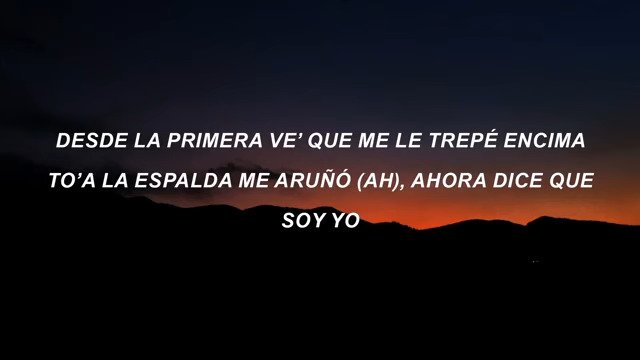 DESDE LA PRIMERA VE’ QUE ME LE TREPÉ ENCIMA
TO’A LA ESPALDA ME ARUÑÓ (AH), AHORA DICE QUE
SOY YO